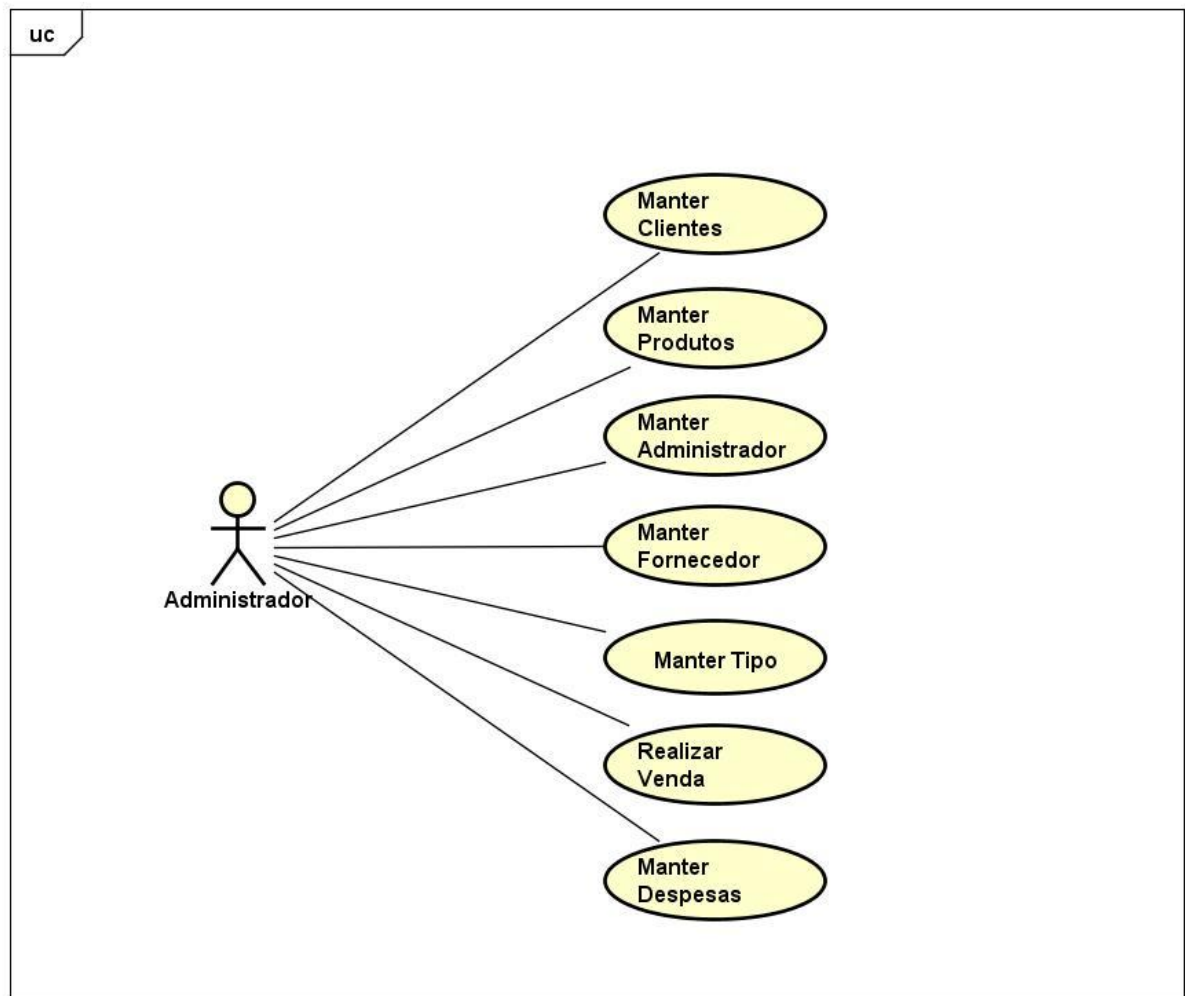 uc
Manter
Clientes
Manter
Produtos
Manter
Administrador
Manter
Fornecedor
Administrador
Manter Tipo
Realizar
Venda
Manter
Despesas